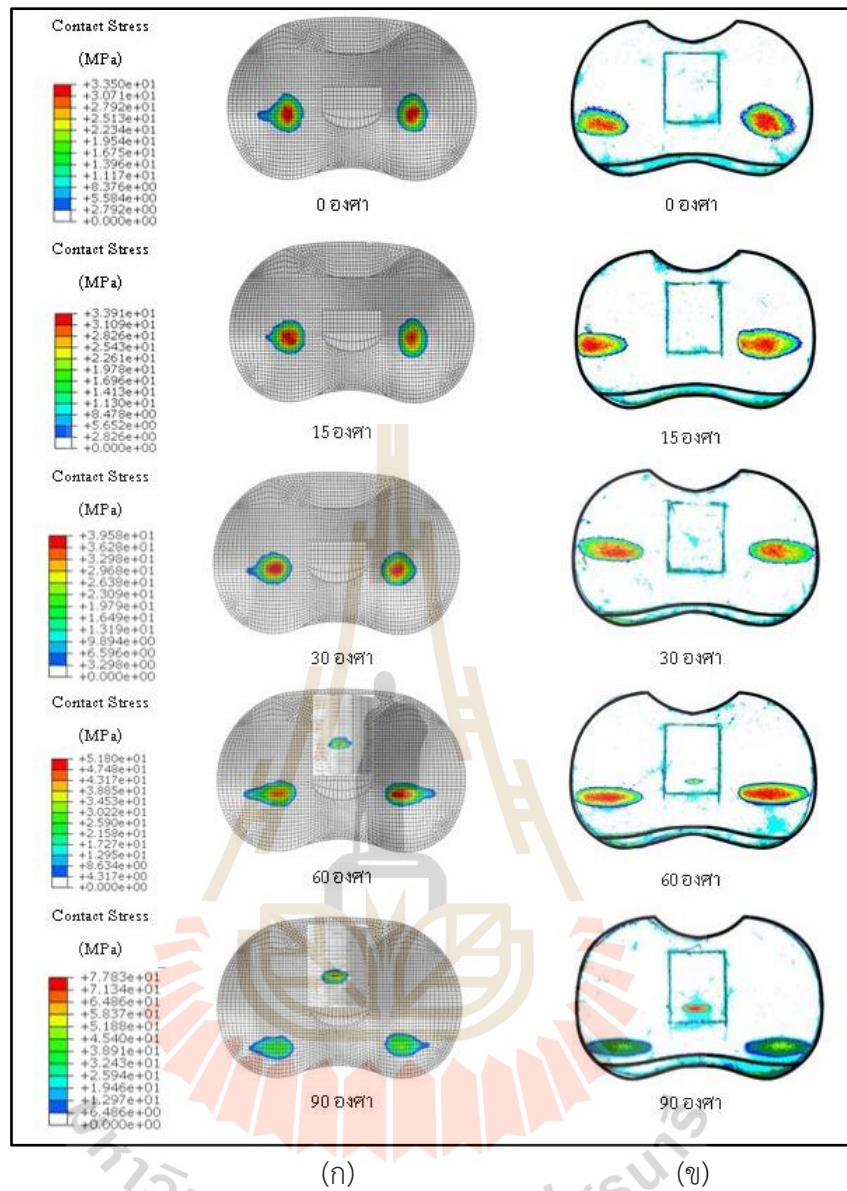 Contact Stress
(MPa)
+3.350e+01
+3.071e+01
+2.792e+01
+2.513e+01
+2.234e+01
+1.954e+01
+1.675e+01
+1.396e+01
+1.117e+01
+8.376e+00
+5.584e+00
+2.792e+00
+0.000e+00
0 องศา
0 องศา
Contact Stress
(MPa)
+3.391e+01
+3.109e+01
+2.826e+01
+2.543e+01
+2.261e+01
+1.978e+01
+1.696e+01
+1.413e+01
+1.130e+01
+8.478e+00
+5.652e+00
+2.826e+00
+0.000e+00
15 องศา
15 องศา
Contact Stress
(MPa)
+3.958e+01
+3.628e+01
+3.298e+01
+2.968e+01
+2.638e+01
+2.309e+01
+1.979e+01
+1.649e+01
+1.319e+01
+9.894e+00
+6.596e+00
+3.298e+00
+0.000e+00
30 องศา
30 องศา
Contact Stress
(MPa)
+5.180e+01
+4.748e+01
+4.317e+01
+3.885e+01
+3.453e+01
+3.022e+01
+2.590e+01
+2.158e+01
+1.727e+01
+1.295e+01
+8.634e+00
+4.317e+00
+0.000e+00
60 องศา
60 องศา
Contact Stress
(MPa)
+7.783e+01
+7.134e+01
+6.486e+01
+5.837e+01
+5.188e+01
+4.540e+01
+3.891e+01
+3.243e+01
+2.594e+01
+1.946e+01
+1.297e+01
+6.486e+00
+0.000e+00
90 องศา
90 องศา
(ก)
(ข)